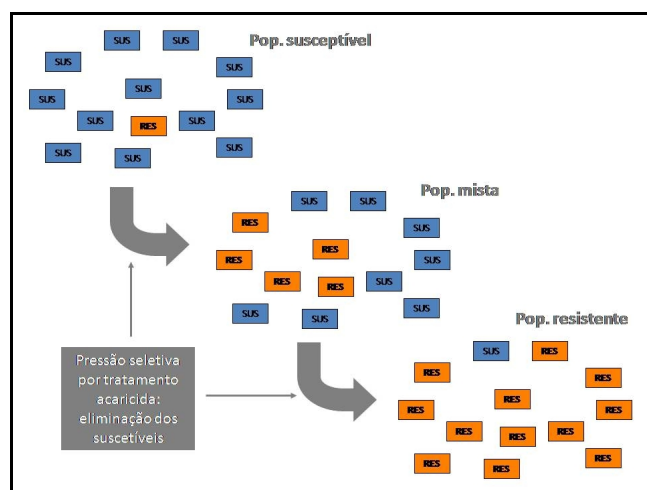 SUS SUS
Pop. susceptível
SUS SUS
SUS
SUS SUS
SUS RES SUS
SUS SUS SUS
Pop. mista
SUS SUS
RES SUS
RES
RES SUS
RES RES SUS
SUS SUS SUS
Pop. resistente
SUS RES
RES RES
RES
RES RES
RES RES RES
RES RES RES
Pressão seletiva
por tratamento
acaricida:
eliminação dos
suscetíveis